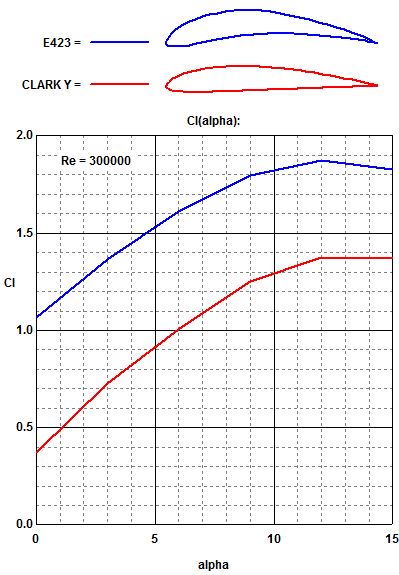 E423 =
CLARK Y =
Cl(alpha):
2.0
Re = 300000
1.5
Cl
1.0
0.5
0.0
0 5 10 15
alpha